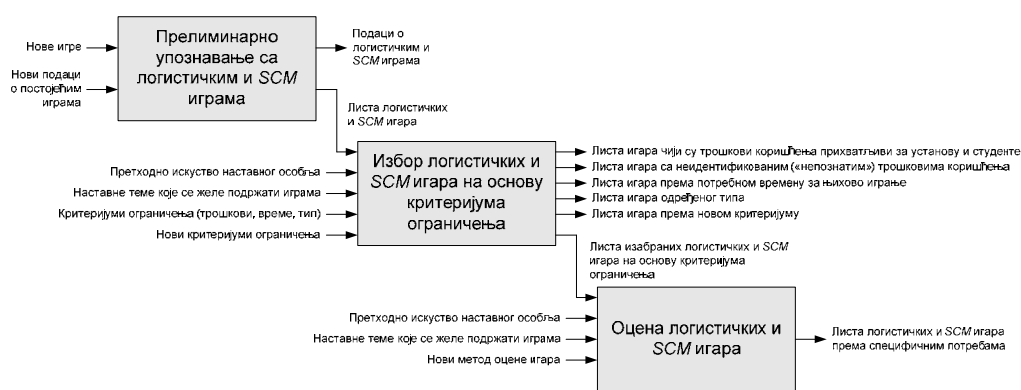 Нове игре
Нови подаци
о постојећим
играма
Прелиминарно
упознавање са
логистичким и SCM
играма
Подаци о
логистичким и
SCM играма
Листа логистичких
и SCM игара
Претходно искуство наставног особља
Наставне теме које се желе подржати играма
Критеријуми ограничења (трошкови, време, тип)
Нови критеријуми ограничења
Избор логистичких и
SCM игара на основу
критеријума
ограничења
Листа игара чији су трошкови коришћења прихватљиви за установу и студенте
Листа игара са неидентификованим («непознатим») трошковима коришћења
Листа игара према потребном времену за њихово играње
Листа игара одређеног типа
Листа игара према новом критеријуму
Листа изабраних логистичких и SCM
игара на основу критеријума
ограничења
Претходно искуство наставног особља
Наставне теме које се желе подржати играма
Нови метод оцене игара
Оцена логистичких и
SCM игара
Листа логистичких и SCM игара
према специфичним потребама